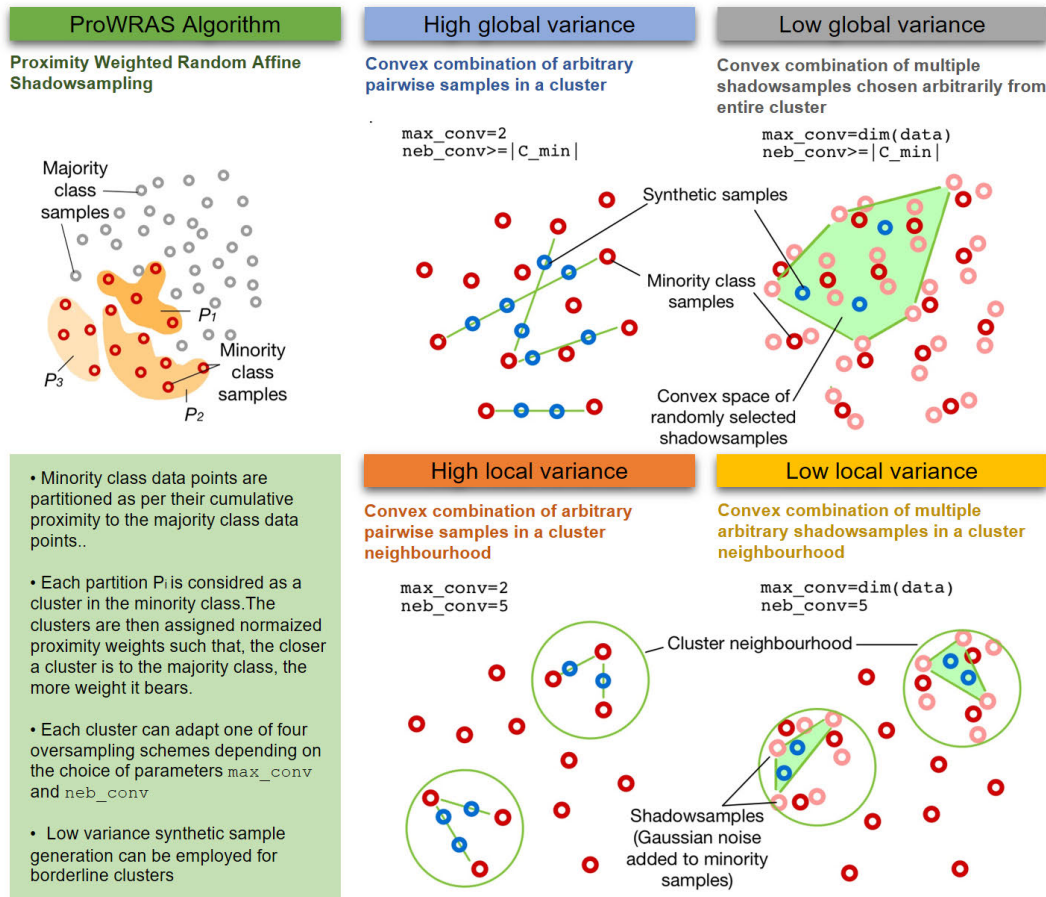 ProWRAS Algorithm
Proximity Weighted Random Affine
Shadowsampling
Majority
class
samples
P1
P3
P2
Minority
class
samples
• Minority class data points are
partitioned as per their cumulative
proximity to the majority class data
points..
• Each partition Pi is considred as a
cluster in the minority class.The
clusters are then assigned normaized
proximity weights such that, the closer
a cluster is to the majority class, the
more weight it bears.
• Each cluster can adapt one of four
oversampling schemes depending on
the choice of parameters max_conv
and neb_conv
• Low variance synthetic sample
generation can be employed for
borderline clusters
High global variance
Convex combination of arbitrary
pairwise samples in a cluster
.
max_conv=2
neb_conv>=|C_min|
Synthetic samples
Minority class
samples
Convex space of
randomly selected
shadowsamples
Low global variance
Convex combination of multiple
shadowsamples chosen arbitrarily from
entire cluster
max_conv=dim(data)
neb_conv>=|C_min|
High local variance
Convex combination of arbitrary
pairwise samples in a cluster
neighbourhood
max_conv=2
neb_conv=5
Cluster neighbourhood
Shadowsamples
(Gaussian noise
added to minority
samples)
Low local variance
Convex combination of multiple
arbitrary shadowsamples in a cluster
neighbourhood
max_conv=dim(data)
neb_conv=5